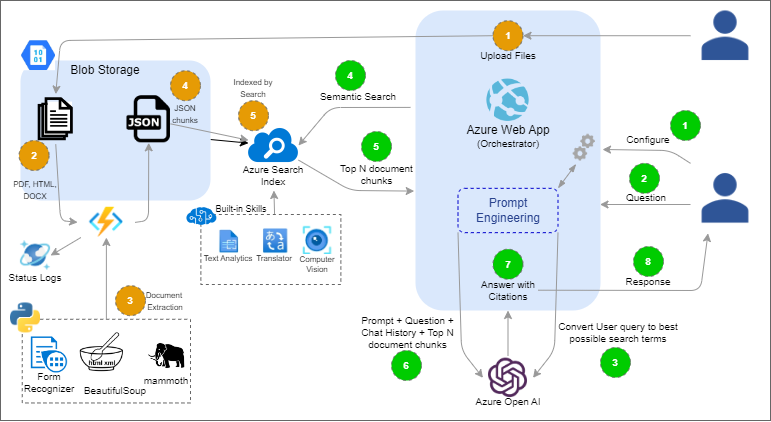 1
Upload Files
10
01
Blob Storage
4
JSON
JSON
chunks
Indexed by
Search
5
4
Semantic Search
Azure Web App
(Orchestrator)
1
Configure
2
PDF, HTML,
DOCX
Azure Search
Index
5
Top N document
chunks
2
Question
Prompt
Engineering
Built-in Skills
Text Analytics
Translator
Computer
Vision
Status Logs
3
Document
Extraction
7
Answer with
Citations
8
Response
Form
Recognizer
html xml
BeautifulSoup
mammoth
Prompt + Question +
Chat History + Top N
document chunks
6
Convert User query to best
possible search terms
3
Azure Open AI